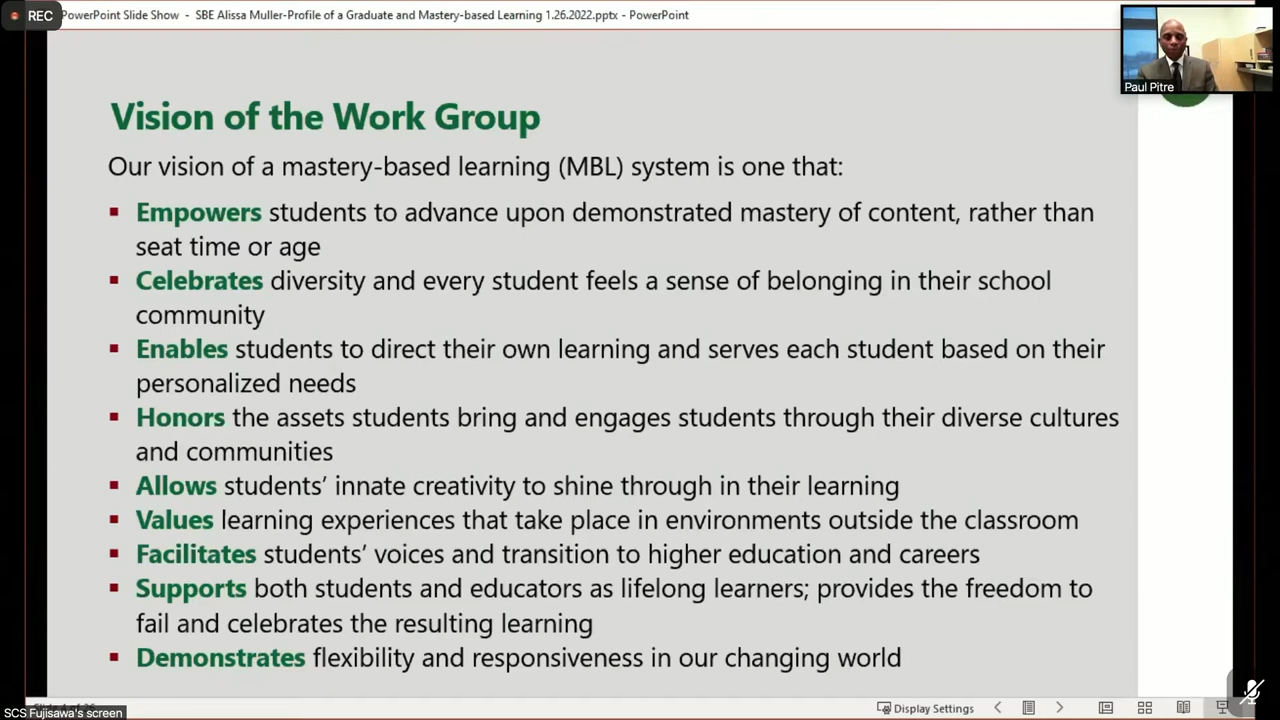 REC
PowerPoint Slide Show - SBE Alissa Muller-Profile of a Graduate and Mastery-based Learning 1.26.2022.pptx - PowerPoint
Paul Pitre
Vision of the Work Group
Our vision of a mastery-based learning (MBL) system is one that:
▪ Empowers students to advance upon demonstrated mastery of content, rather than
seat time or age
▪ Celebrates diversity and every student feels a sense of belonging in their school
community
▪ Enables students to direct their own learning and serves each student based on their
personalized needs
▪ Honors the assets students bring and engages students through their diverse cultures
and communities
▪ Allows students’ innate creativity to shine through in their learning
▪ Values learning experiences that take place in environments outside the classroom
▪ Facilitates students’ voices and transition to higher education and careers
▪ Supports both students and educators as lifelong learners; provides the freedom to
fail and celebrates the resulting learning
▪ Demonstrates flexibility and responsiveness in our changing world
Display Settings
SCS Fujisawa's screen